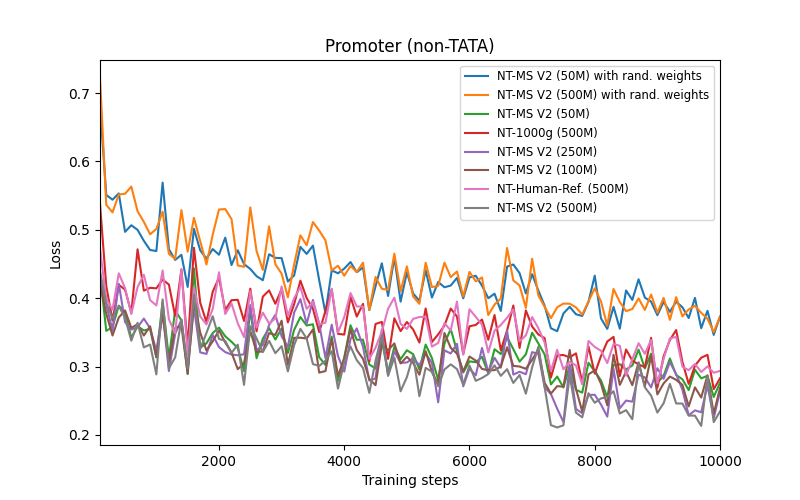 Promoter (non-TATA)
NT-MS V2 (50M) with rand. weights
NT-MS V2 (500M) with rand. weights
NT-MS V2 (50M)
NT-1000g (500M)
NT-MS V2 (250M)
NT-MS V2 (100M)
NT-Human-Ref. (500M)
NT-MS V2 (500M)
Loss
0.7
0.6
0.5
0.4
0.3
0.2
2000 4000 6000 8000 10000
Training steps